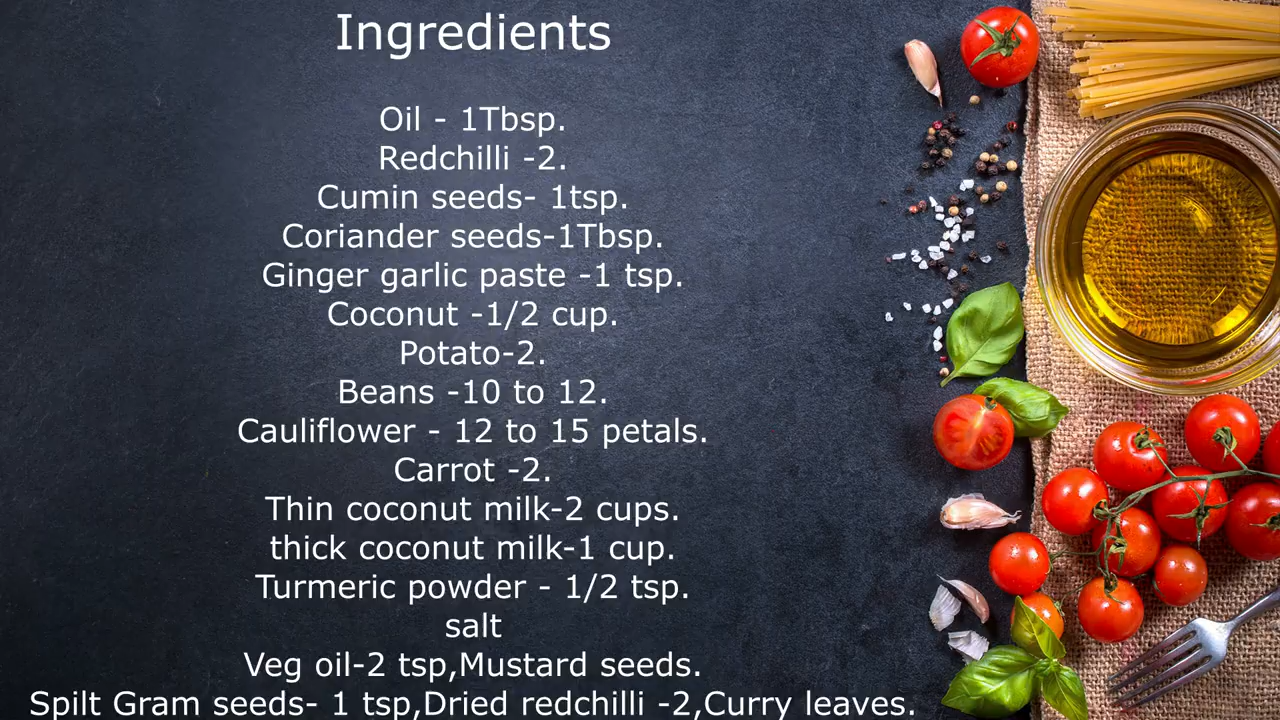 Ingredients
Oil - 1Tbsp.
Redchilli -2.
Cumin seeds- 1tsp.
Coriander seeds-1Tbsp.
Ginger garlic paste -1 tsp.
Coconut -1/2 cup.
Potato-2.
Beans -10 to 12.
Cauliflower - 12 to 15 petals.
Carrot -2.
Thin coconut milk-2 cups.
thick coconut milk-1 cup.
Turmeric powder - 1/2 tsp.
salt
Veg oil-2 tsp,Mustard seeds.
Spilt Gram seeds- 1 tsp,Dried redchilli -2,Curry leaves.